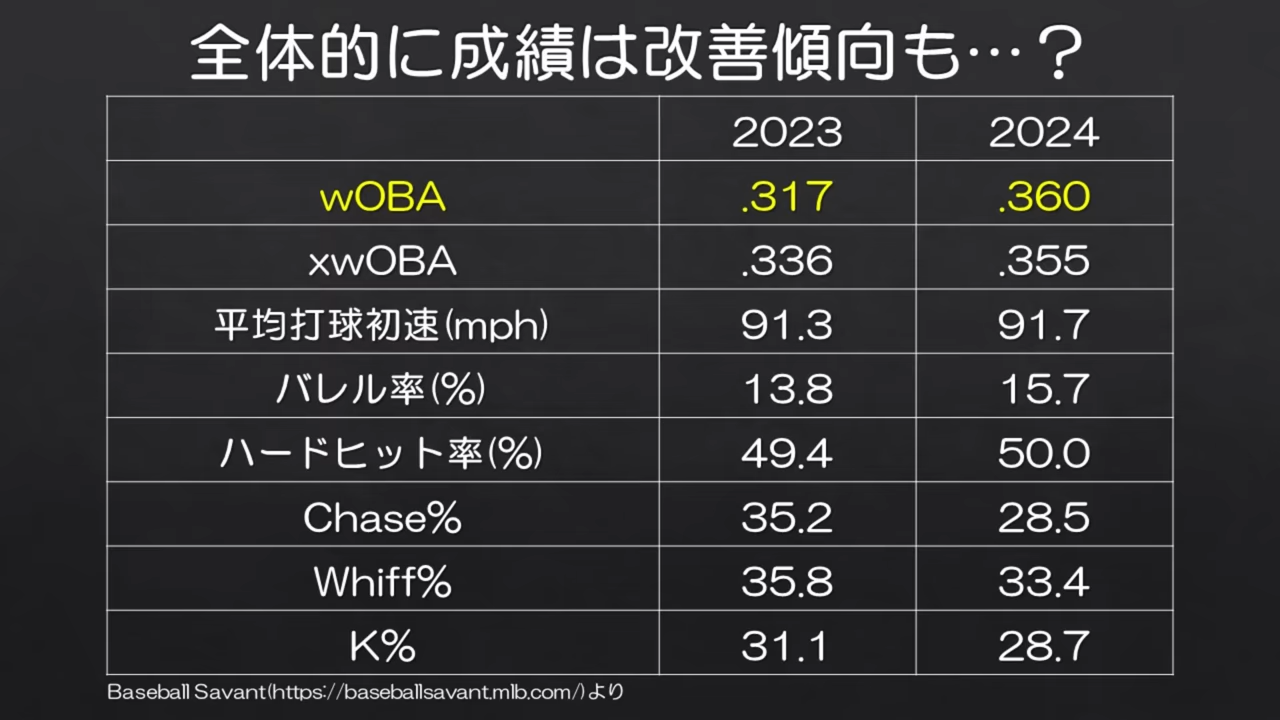 全体的に成績は改善傾向も…？
2023 2024
wOBA .317 .360
xwOBA .336 .355
平均打球初速(mph) 91.3 91.7
バレル率(%) 13.8 15.7
ハードヒット率(%) 49.4 50.0
Chase% 35.2 28.5
Whiff% 35.8 33.4
K% 31.1 28.7
Baseball Savant(https://baseballsavant.mlb.com/)より